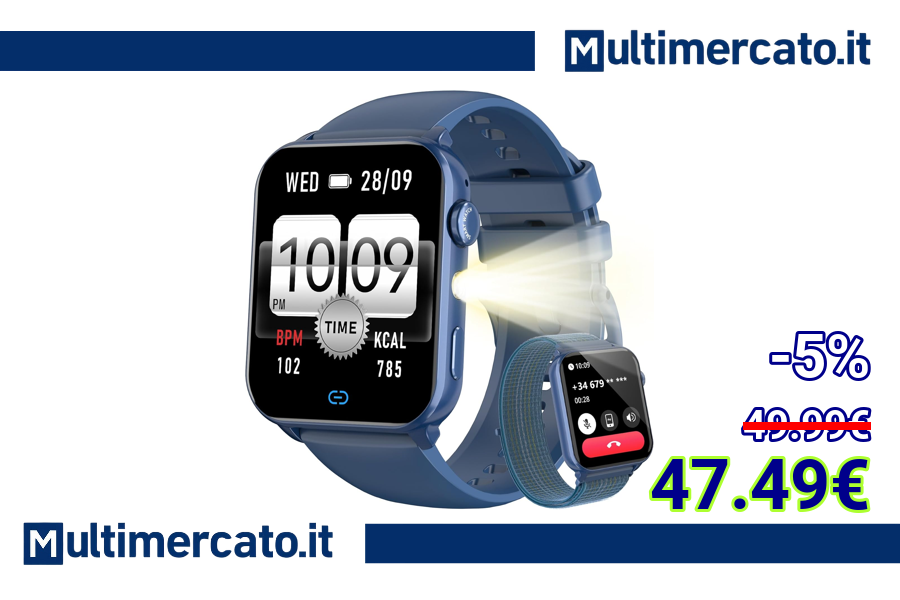 Multimercato.it
WED 28/09
10 09
PM
TIME
BPM KCAL
102 785
10:09
+34 679 ** ***
00:28
-5%
49.99€
47.49€
Multimercato.it